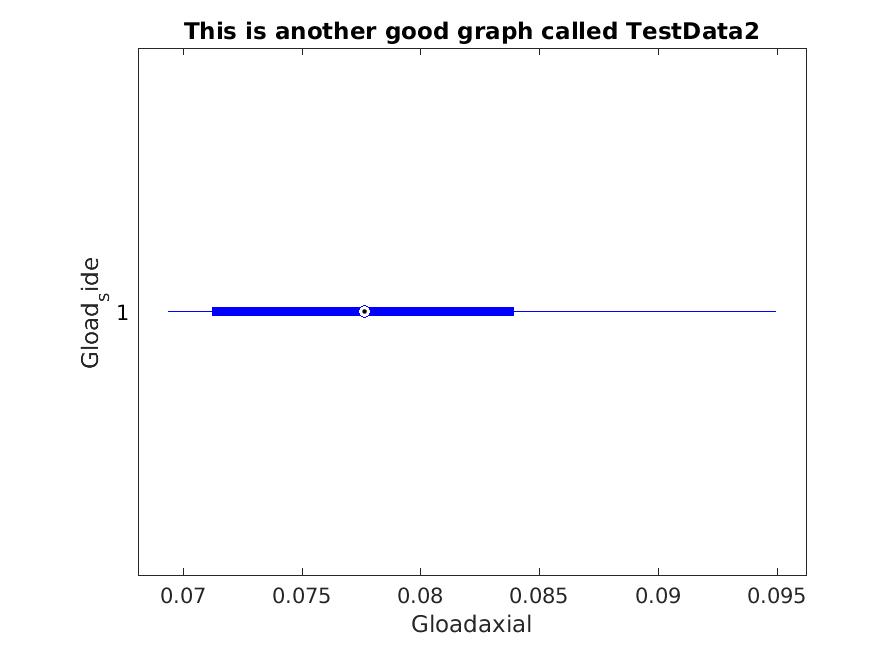 This is another good graph called TestData2
Gload_side
1
0.07 0.075 0.08 0.085 0.09 0.095
Gloadaxial